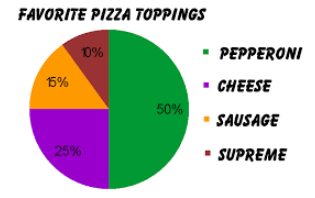 FAVORITE PIZZA TOPPINGS
10%
15%
50%
25%
PEPPERONI
CHEESE
SAUSAGE
SUPREME